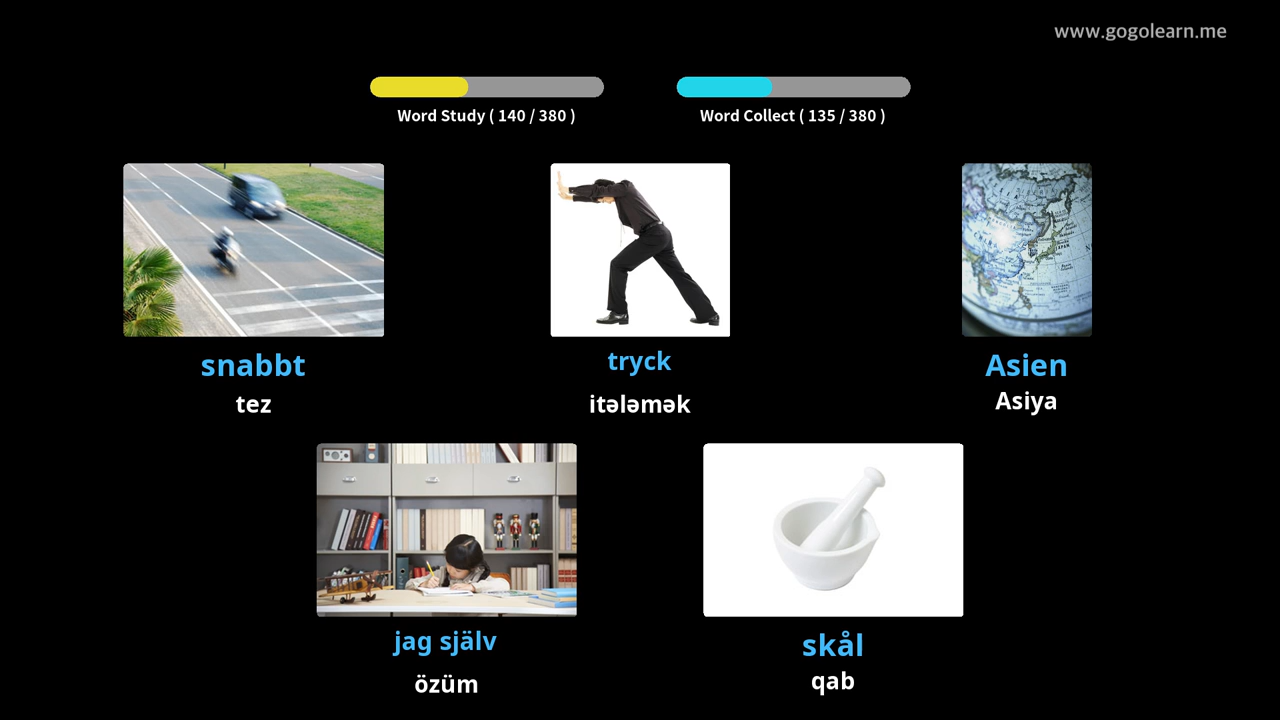 www.gogolearn.me
Word Study ( 140 / 380 )
Word Collect ( 135 / 380 )
snabbt
tez
tryck
itələmək
Asien
Asiya
jag själv
özüm
skål
qab